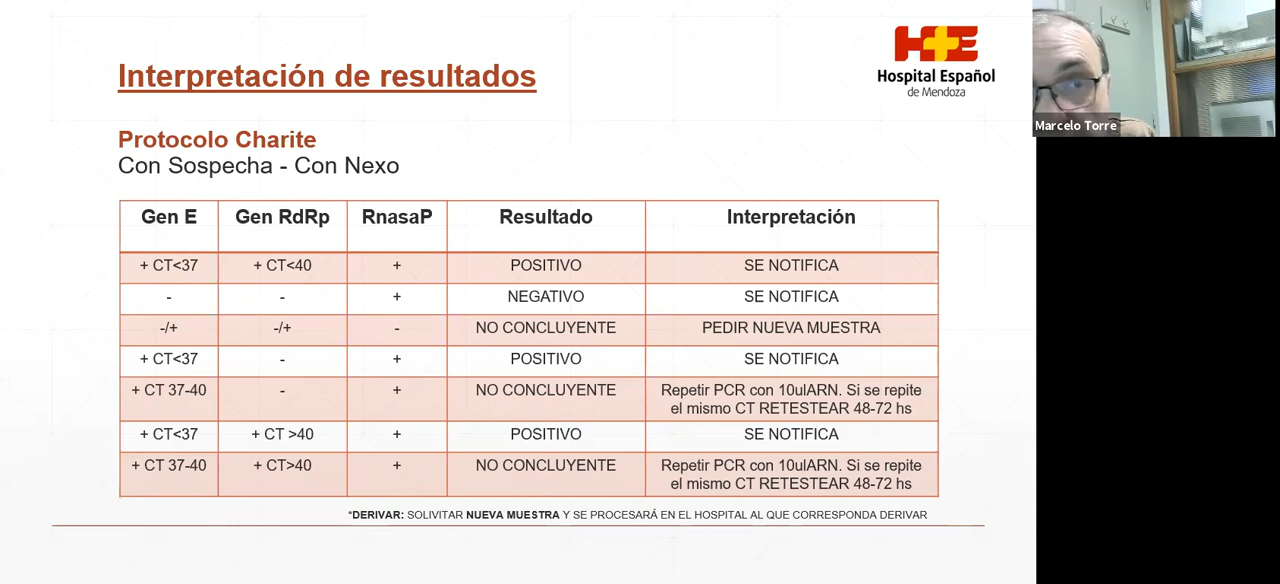 Interpretación de resultados
H+E
Hospital Español
de Mendoza
Marcelo Torre
Protocolo Charite
Con Sospecha - Con Nexo
Gen E Gen RdRp RnasaP Resultado Interpretación
+ CT<37 + CT<40 + POSITIVO SE NOTIFICA
- - + NEGATIVO SE NOTIFICA
-/+ -/+ - NO CONCLUYENTE PEDIR NUEVA MUESTRA
+ CT<37 - + POSITIVO SE NOTIFICA
+ CT 37-40 - + NO CONCLUYENTE Repetir PCR con 10ulARN. Si se repite
el mismo CT RETESTEAR 48-72 hs
+ CT<37 + CT >40 + POSITIVO SE NOTIFICA
+ CT 37-40 + CT>40 + NO CONCLUYENTE Repetir PCR con 10ulARN. Si se repite
el mismo CT RETESTEAR 48-72 hs
*DERIVAR: SOLIVITAR NUEVA MUESTRA Y SE PROCESARÁ EN EL HOSPITAL AL QUE CORRESPONDA DERIVAR